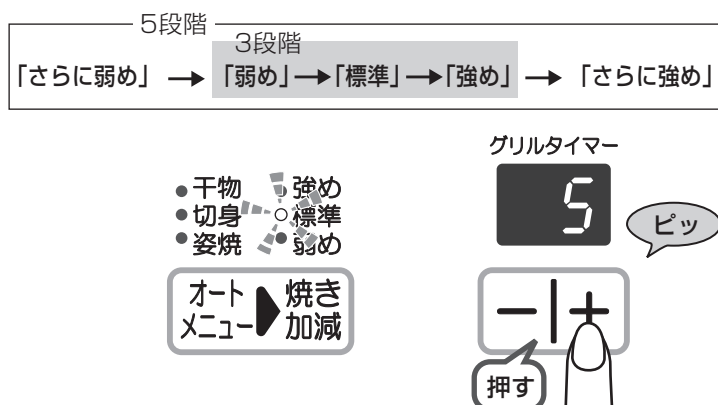 5段階
3段階
「さらに弱め」→「弱め」→「標準」→「強め」→「さらに強め」
グリルタイマー
●干物 ●強め
●切身 ○標準
●姿焼 ●弱め
5
ピッ
オート 焼き
メニュー 加減
－ ＋
押す